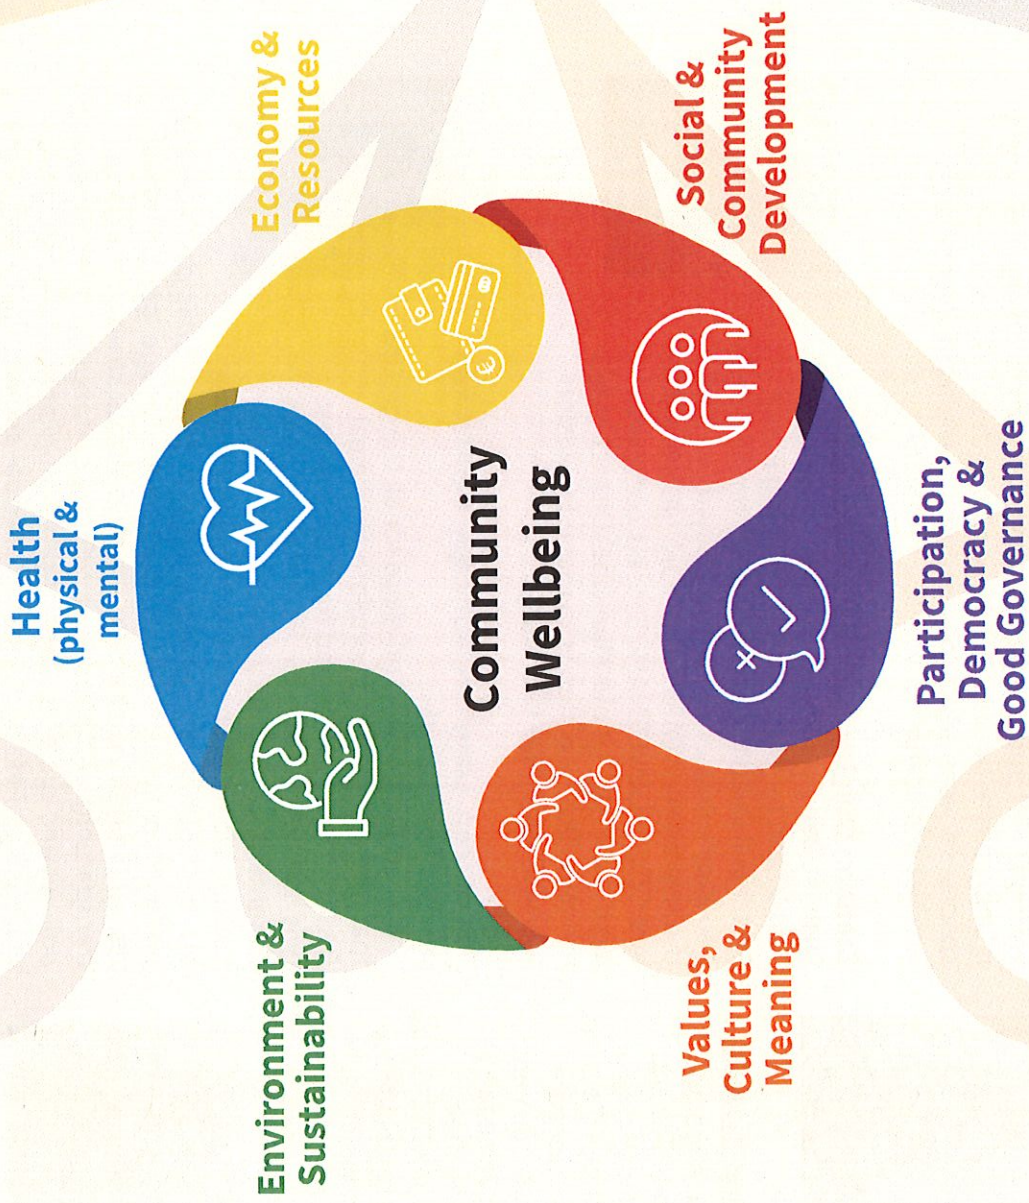 Health
(physical &
mental)
Economy &
Resources
Social &
Community
Development
Participation,
Democracy &
Good Governance
Values,
Culture &
Meaning
Environment &
Sustainability
Community
Wellbeing